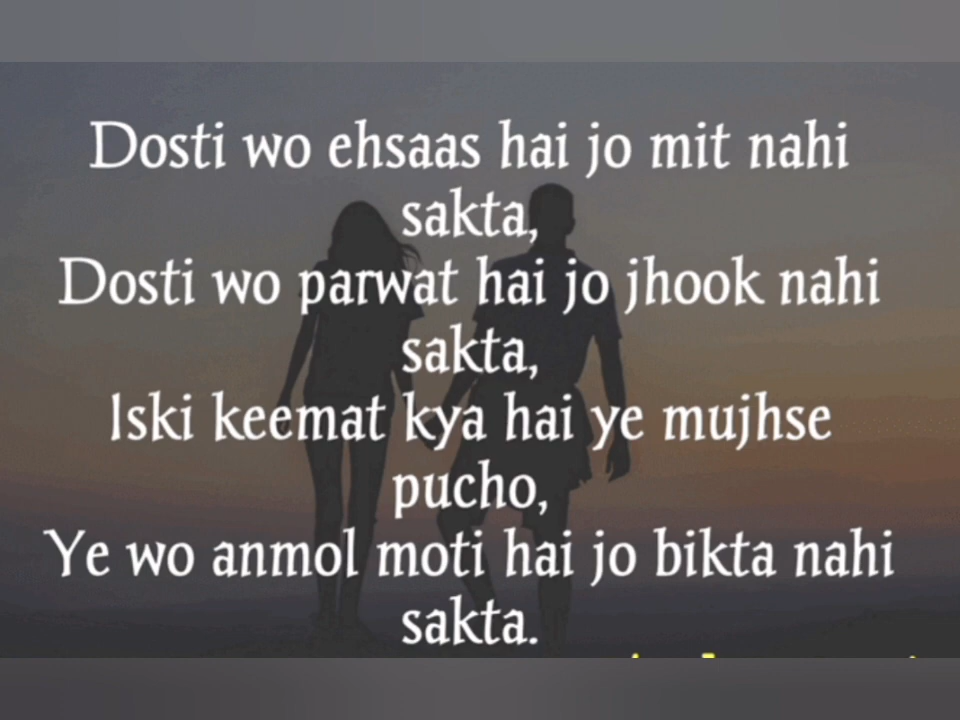 Dosti wo ehsaas hai jo mit nahi
sakta,
Dosti wo parwat hai jo jhook nahi
sakta,
Iski keemat kya hai ye mujhse
pucho,
Ye wo anmol moti hai jo bikta nahi
sakta.